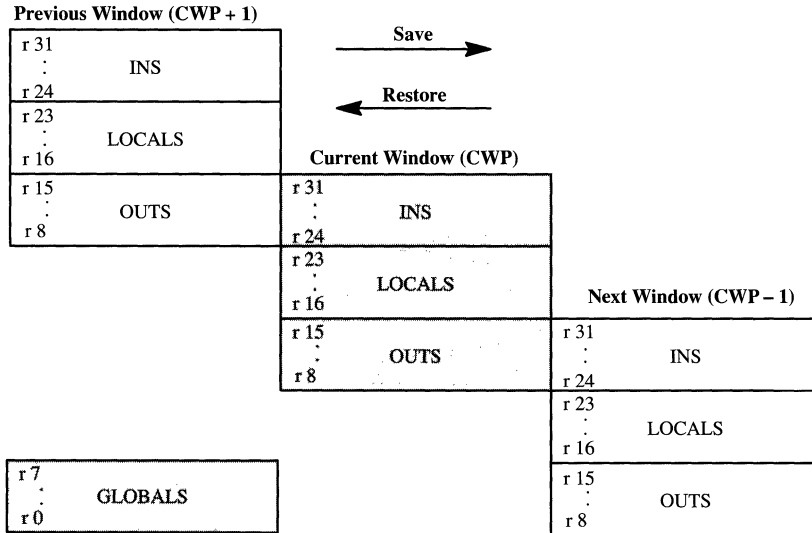 Previous Window (CWP + 1)
r 31
:
r 24
INS
r 23
:
r 16
LOCALS
r 15
:
r 8
OUTS
Save
Restore
Current Window (CWP)
r 31
:
r 24
INS
r 23
:
r 16
LOCALS
r 15
:
r 8
OUTS
Next Window (CWP – 1)
r 31
:
r 24
INS
r 23
:
r 16
LOCALS
r 15
:
r 8
OUTS
r 7
:
r 0
GLOBALS